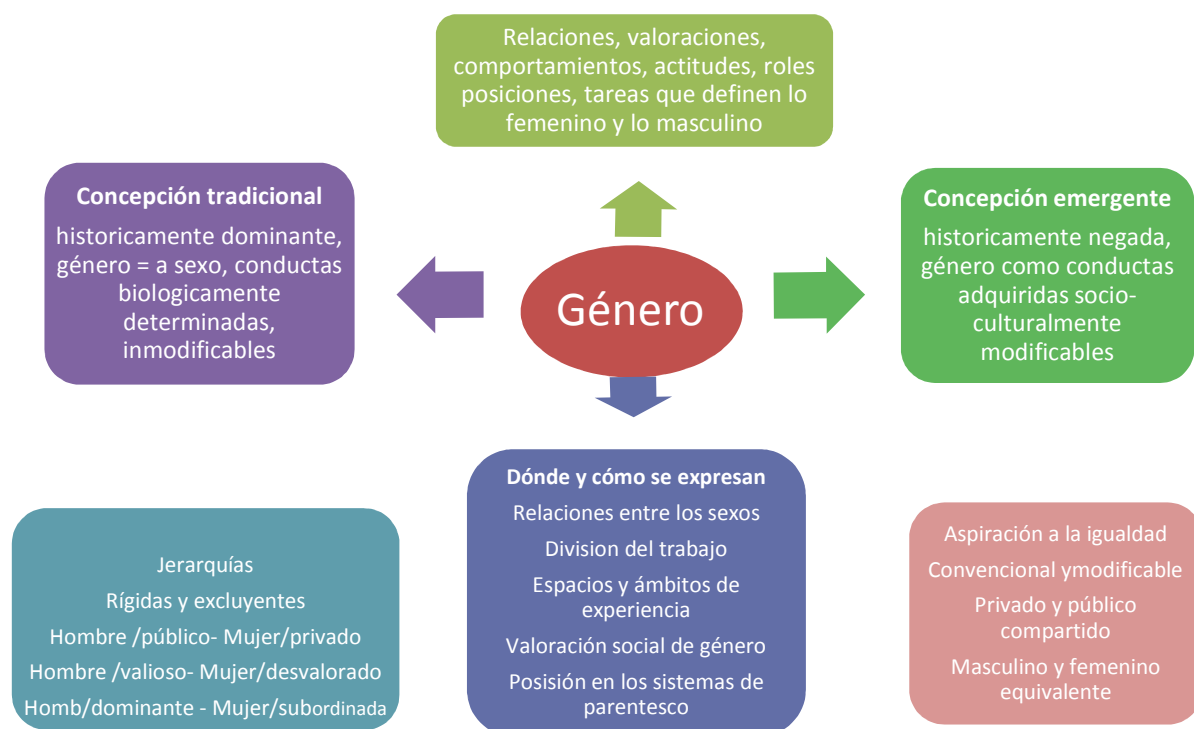 Relaciones, valoraciones,
comportamientos, actitudes, roles
posiciones, tareas que definen lo
femenino y lo masculino
Concepción tradicional
historicamente dominante,
género = a sexo, conductas
biologicamente
determinadas,
inmodificables
Género
Concepción emergente
historicamente negada,
género como conductas
adquiridas socio-
culturalmente
modificables
Jerarquías
Rígidas y excluyentes
Hombre /público- Mujer/privado
Hombre /valioso- Mujer/desvalorado
Homb/dominante - Mujer/subordinada
Dónde y cómo se expresan
Relaciones entre los sexos
Division del trabajo
Espacios y ámbitos de
experiencia
Valoración social de género
Posisión en los sistemas de
parentesco
Aspiración a la igualdad
Convencional ymodificable
Privado y público
compartido
Masculino y femenino
equivalente